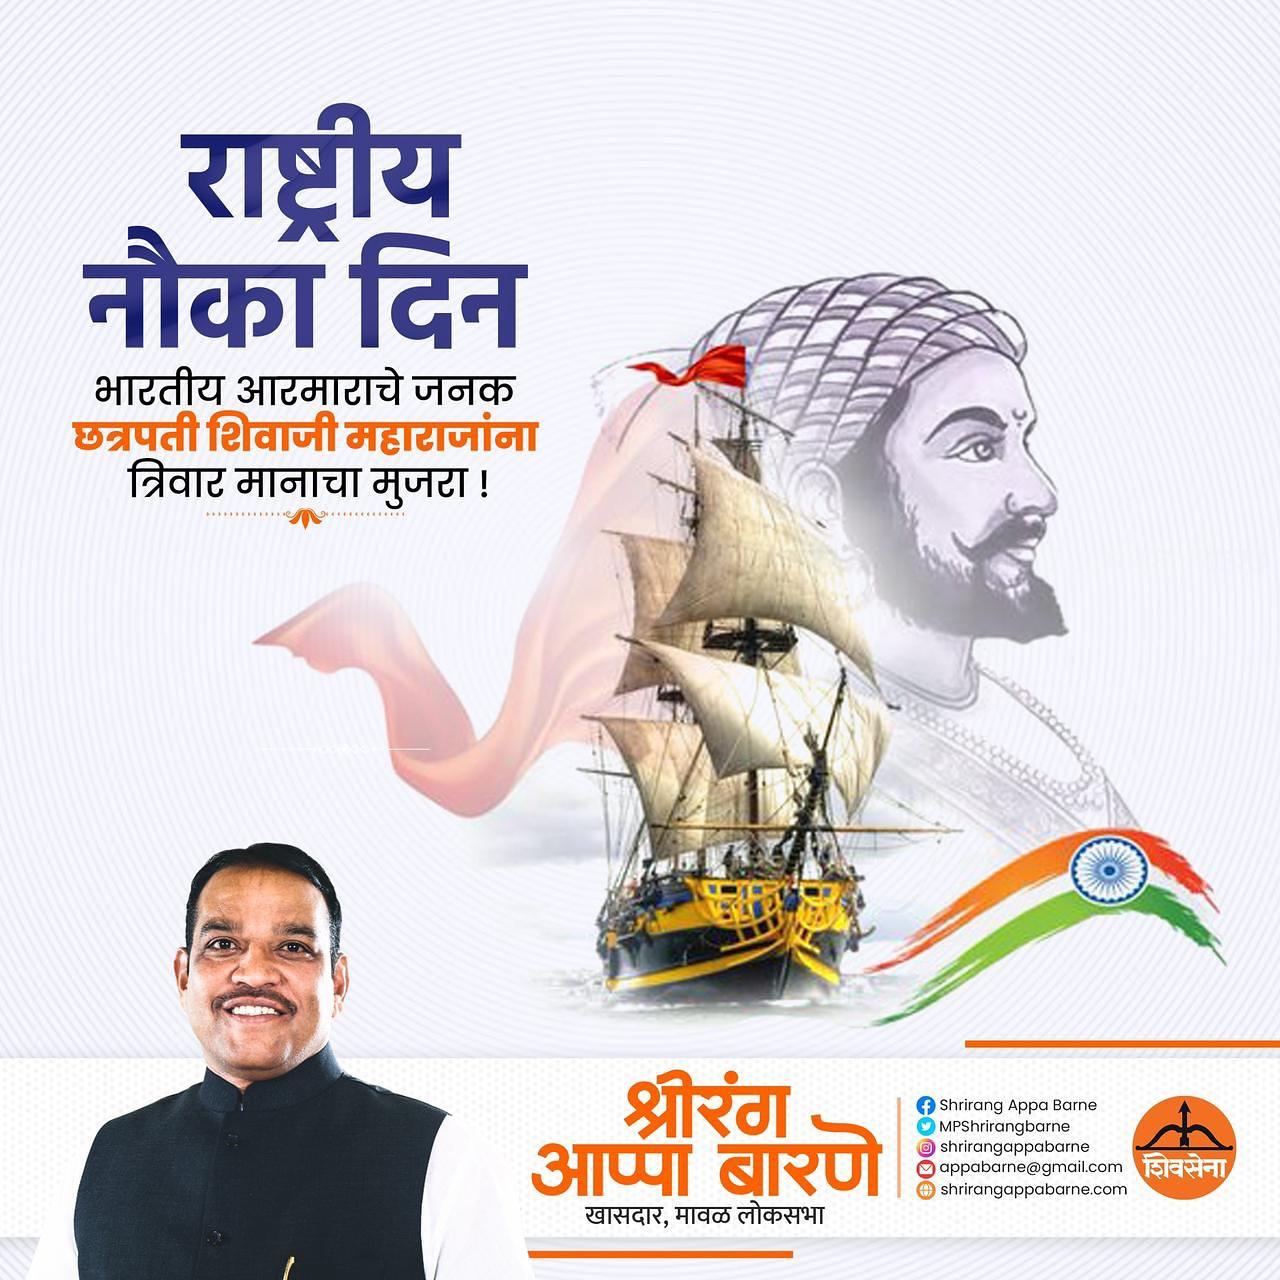 राष्ट्रीय
नौका दिन
भारतीय आरमाराचे जनक
छत्रपती शिवाजी महाराजांना
त्रिवार मानाचा मुजरा !
श्रीरंग
आप्पा बारणे
खासदार, मावळ लोकसभा
Shrirang Appa Barne
MPShrirangbarne
shrirangappabarne
appabarne@gmail.com
shrirangappabarne.com
शिवसेना